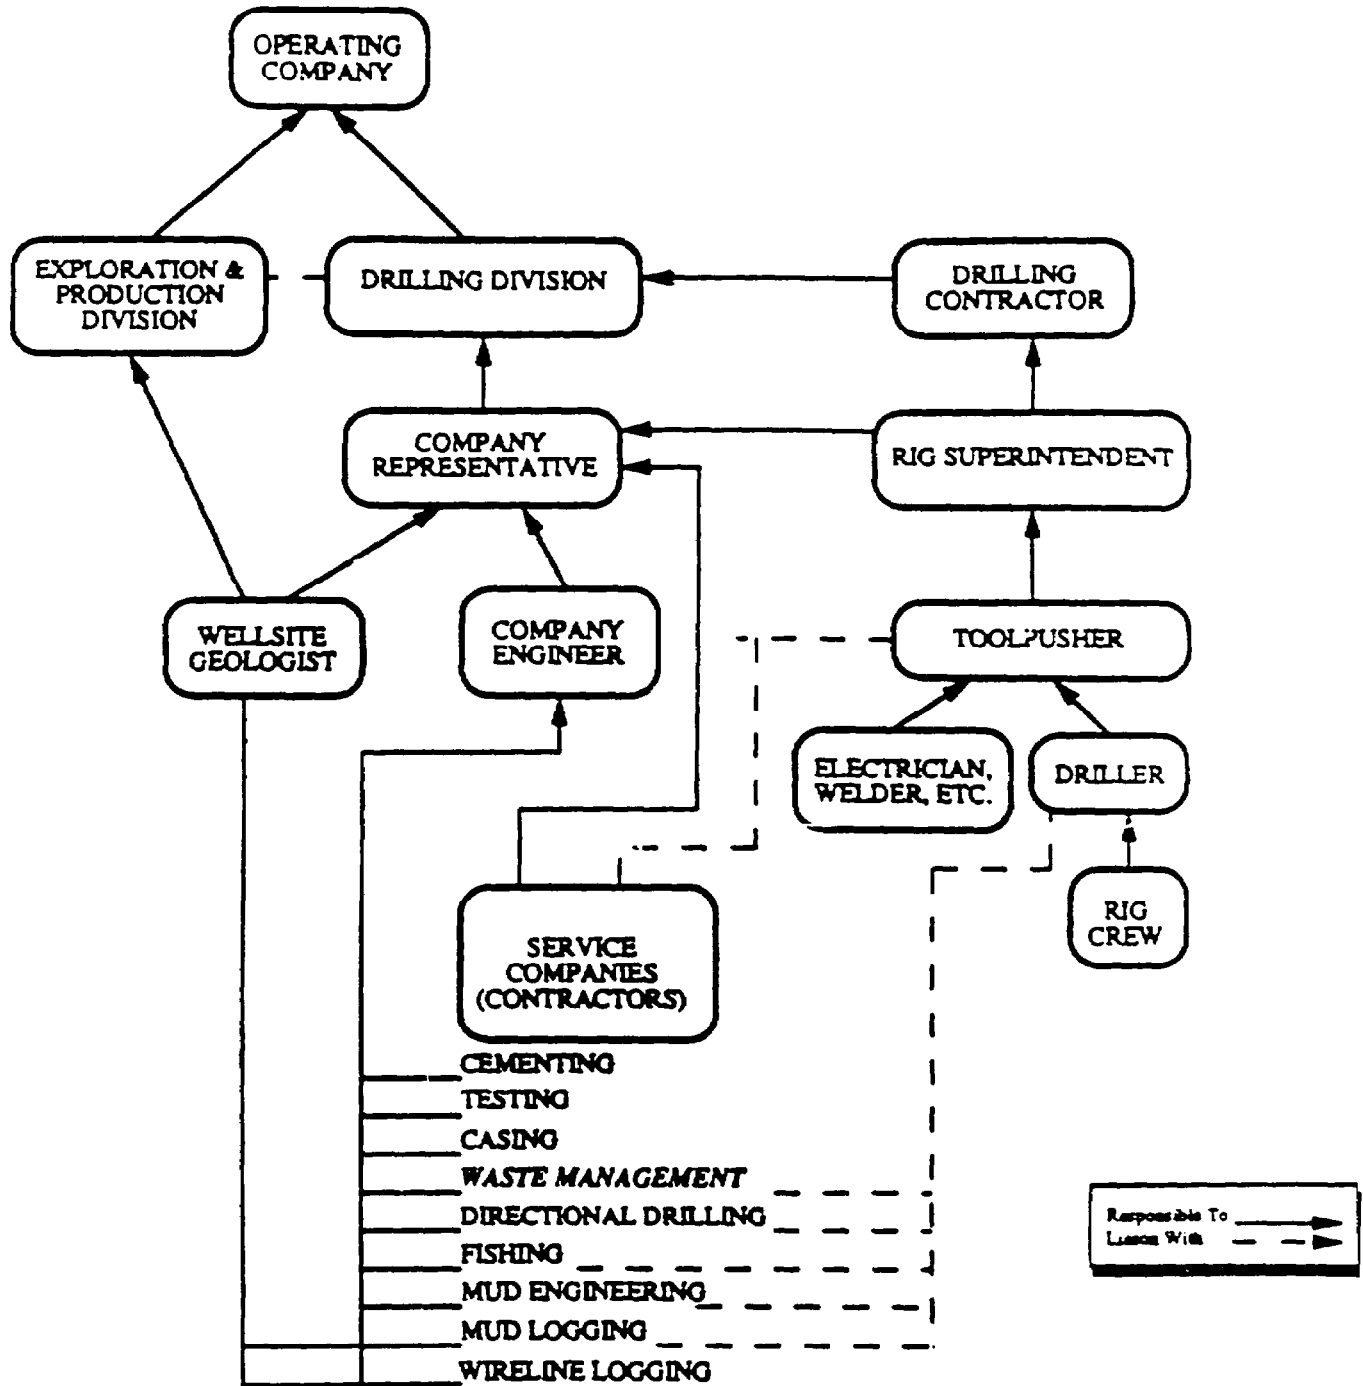 OPERATING
COMPANY
EXPLORATION &
PRODUCTION
DIVISION
DRILLING DIVISION
DRILLING
CONTRACTOR
COMPANY
REPRESENTATIVE
RIG SUPERINTENDENT
WELLSITE
GEOLOGIST
COMPANY
ENGINEER
TOOLPUSHER
ELECTRICIAN,
WELDER, ETC.
DRILLER
RIG
CREW
SERVICE
COMPANIES
(CONTRACTORS)
CEMENTING
TESTING
CASING
WASTE MANAGEMENT
DIRECTIONAL DRILLING
FISHING
MUD ENGINEERING
MUD LOGGING
WIRELINE LOGGING
Responsible To
Liason With